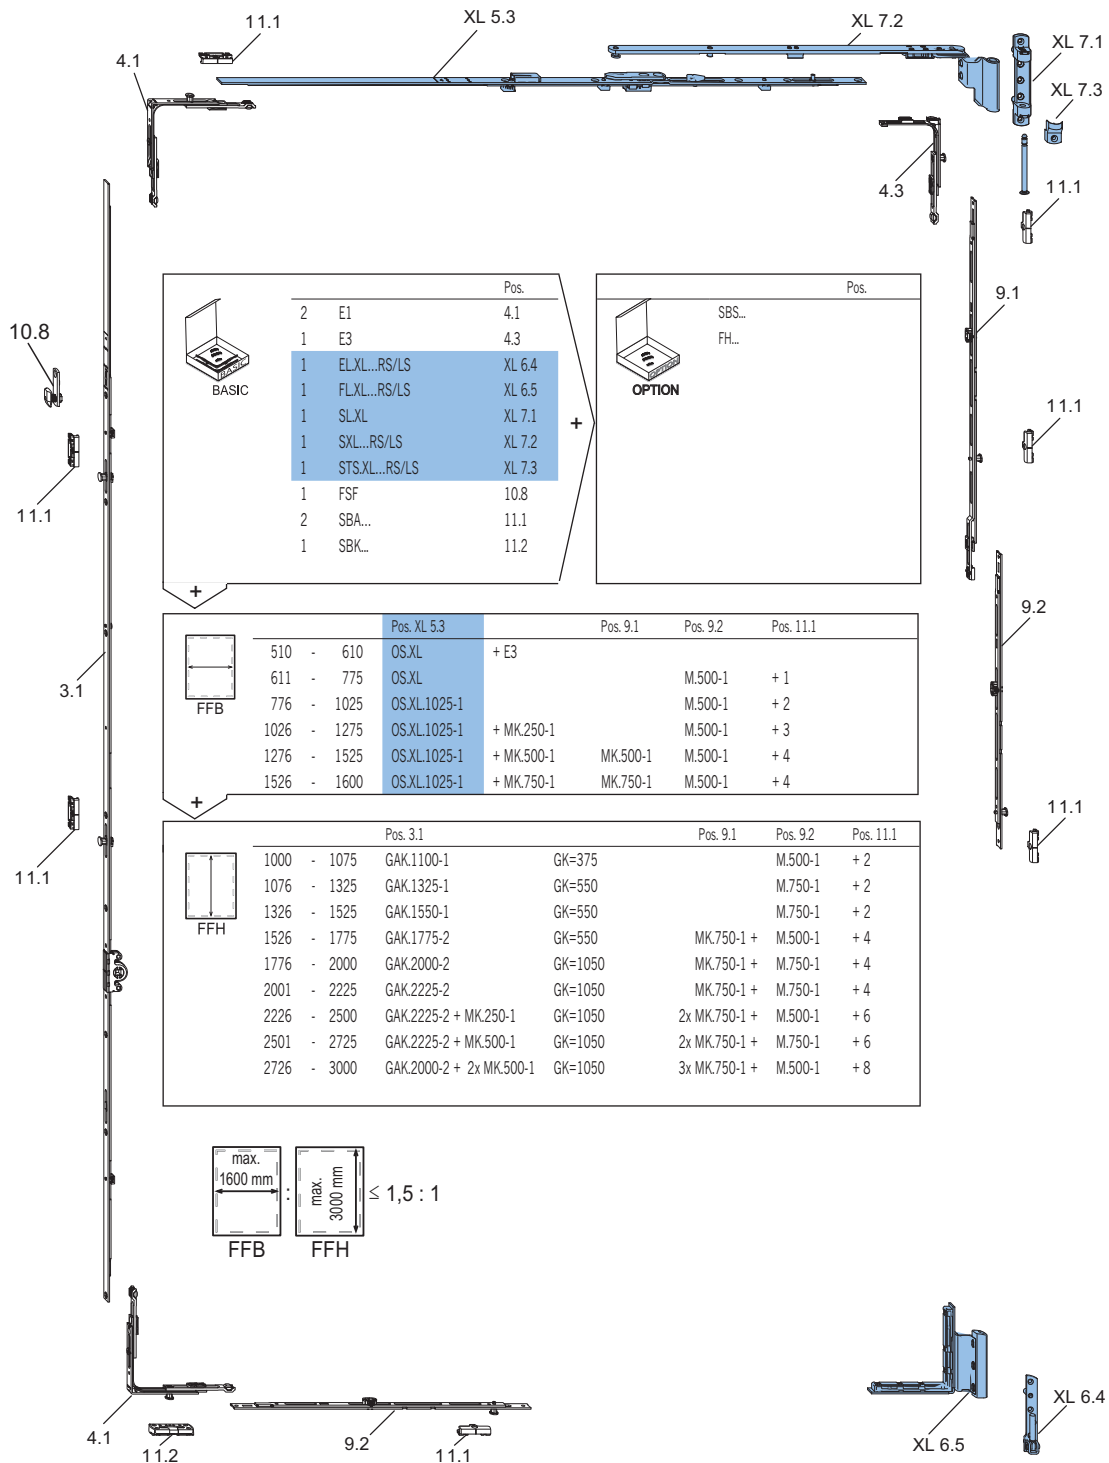 11.1
XL 5.3
XL 7.2
XL 7.1
4.1
XL 7.3
4.3
11.1
Pos.
2 E1 4.1
1 E3 4.3
1 EL.XL...RS/LS XL 6.4
1 FL.XL...RS/LS XL 6.5
1 SL.XL XL 7.1
1 SXL...RS/LS XL 7.2
1 STS.XL...RS/LS XL 7.3
1 FSF 10.8
2 SBA... 11.1
1 SBK... 11.2
BASIC
BASIC
+
Pos.
SBS...
FH...
OPTION
OPTION
9.1
10.8
11.1
11.1
+
Pos. XL 5.3 Pos. 9.1 Pos. 9.2 Pos. 11.1
510 - 610 OS.XL + E3
611 - 775 OS.XL M.500-1 + 1
776 - 1025 OS.XL.1025-1 M.500-1 + 2
1026 - 1275 OS.XL.1025-1 + MK.250-1 M.500-1 + 3
1276 - 1525 OS.XL.1025-1 + MK.500-1 MK.500-1 M.500-1 + 4
1526 - 1600 OS.XL.1025-1 + MK.750-1 MK.750-1 M.500-1 + 4
FFB
9.2
3.1
+
Pos. 3.1 Pos. 9.1 Pos. 9.2 Pos. 11.1
1000 - 1075 GAK.1100-1 GK=375 M.500-1 + 2
1076 - 1325 GAK.1325-1 GK=550 M.750-1 + 2
1326 - 1525 GAK.1550-1 GK=550 M.750-1 + 2
1526 - 1775 GAK.1775-2 GK=550 MK.750-1 + M.500-1 + 4
1776 - 2000 GAK.2000-2 GK=1050 MK.750-1 + M.750-1 + 4
2001 - 2225 GAK.2225-2 GK=1050 MK.750-1 + M.750-1 + 4
2226 - 2500 GAK.2225-2 + MK.250-1 GK=1050 2x MK.750-1 + M.500-1 + 6
2501 - 2725 GAK.2225-2 + MK.500-1 GK=1050 2x MK.750-1 + M.750-1 + 6
2726 - 3000 GAK.2000-2 + 2x MK.500-1 GK=1050 3x MK.750-1 + M.500-1 + 8
FFH
11.1
11.1
max.
1600 mm
:
max.
3000 mm
≤ 1,5 : 1
FFB
FFH
4.1
11.2
9.2
11.1
XL 6.5
XL 6.4